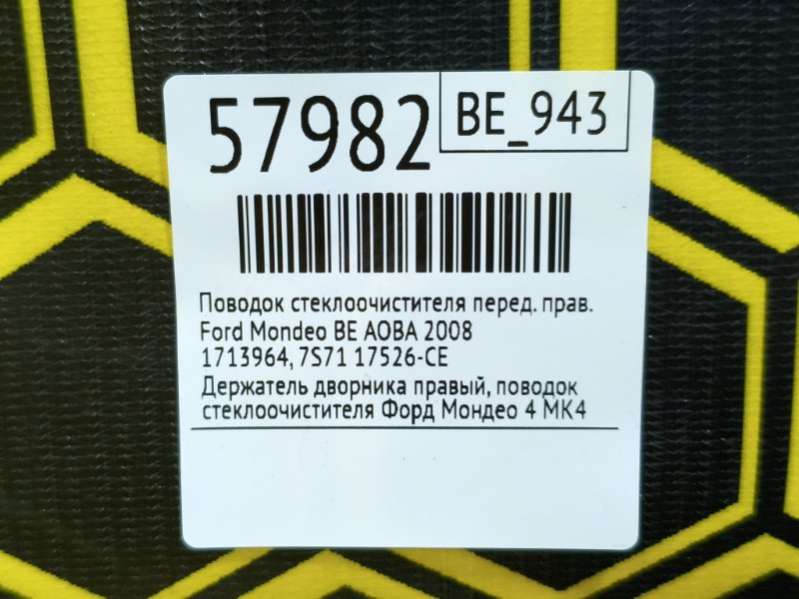 57982
BE_943
Поводок стеклоочистителя перед. прав.
Ford Mondeo BE AOBA 2008
1713964, 7S71 17526-CE
Держатель дворника правый, поводок
стеклоочистителя Форд Мондео 4 МК4